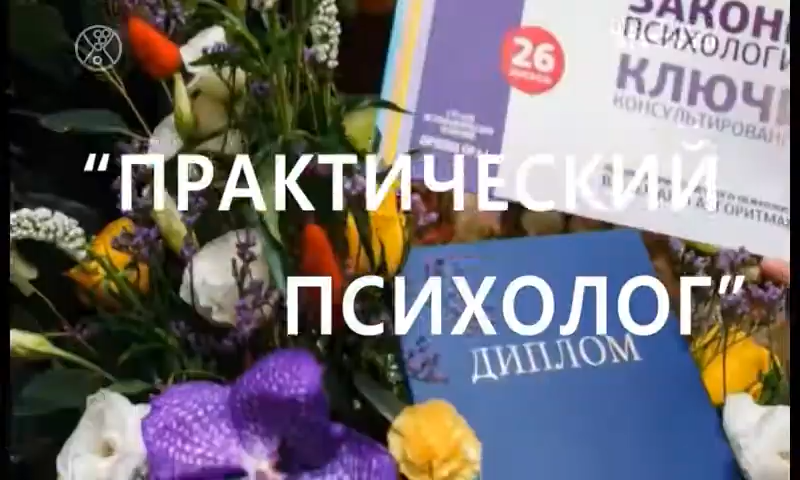 ЗАКОН
ПСИХОЛОГИ
26
КЛЮЧ
КОНСУЛЬТИРОВАН
“ПРАКТИЧЕСКИЙ
ПСИХОЛОГ”
ДИПЛОМ